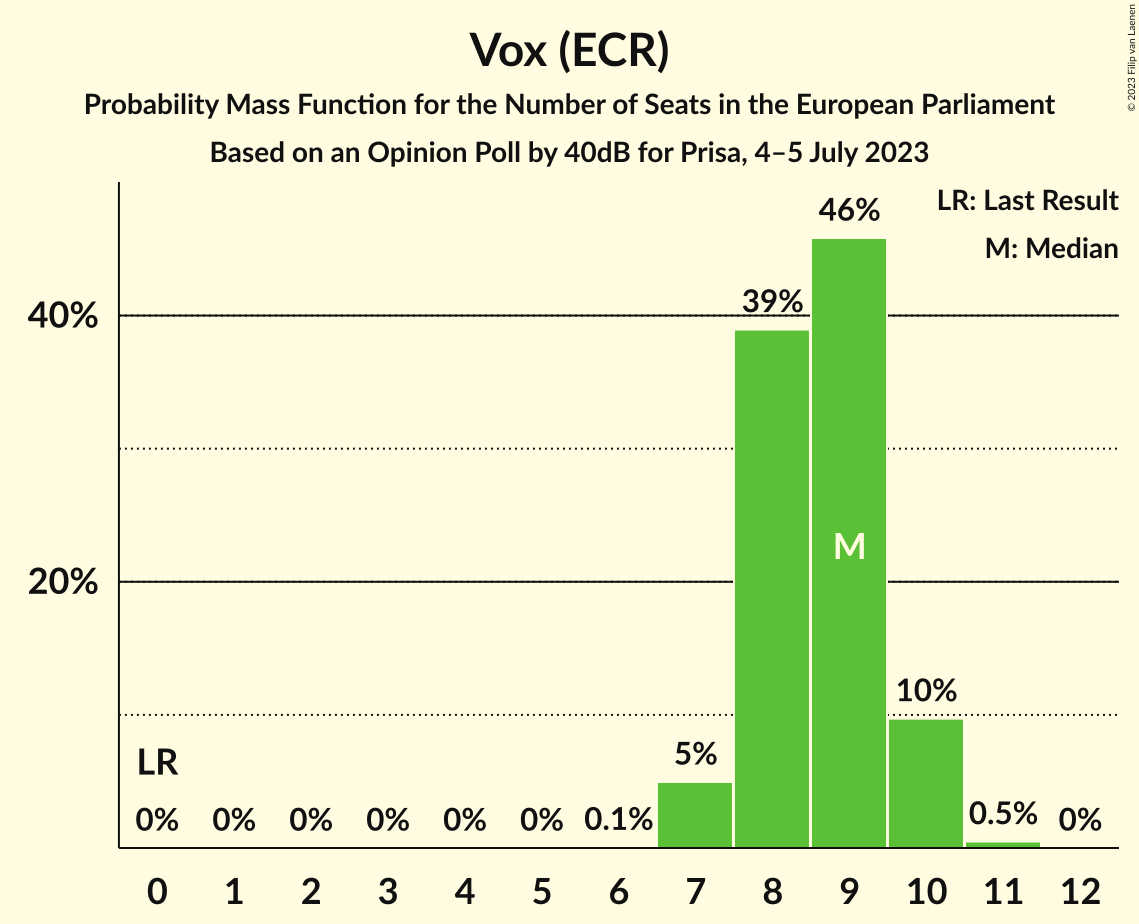 Vox (ECR)
Probability Mass Function for the Number of Seats in the European Parliament
Based on an Opinion Poll by 40dB for Prisa, 4–5 July 2023
© 2023 Filip van Laenen
LR: Last Result
M: Median
46%
39%
40%
M
20%
10%
5%
LR
0% 0% 0% 0% 0% 0% 0.1% 0.5% 0%
0 1 2 3 4 5 6 7 8 9 10 11 12